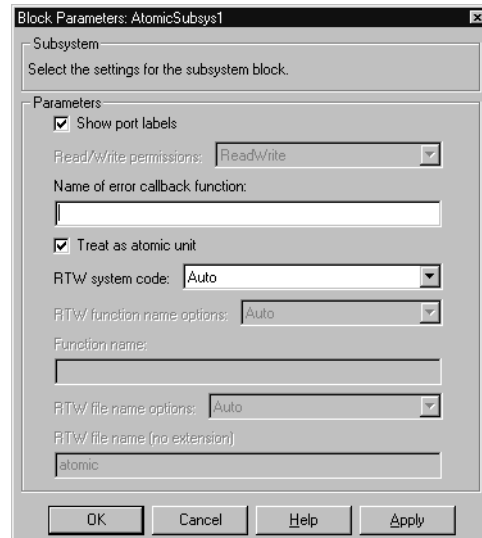 Block Parameters: AtomicSubsys1
Subsystem
Select the settings for the subsystem block.
Parameters
Show port labels
Read/Write permissions: ReadWrite
Name of error callback function:
Treat as atomic unit
RTW system code: Auto
RTW function name options: Auto
Function name:
RTW file name options: Auto
RTW file name (no extension)
atomic
OK Cancel Help Apply